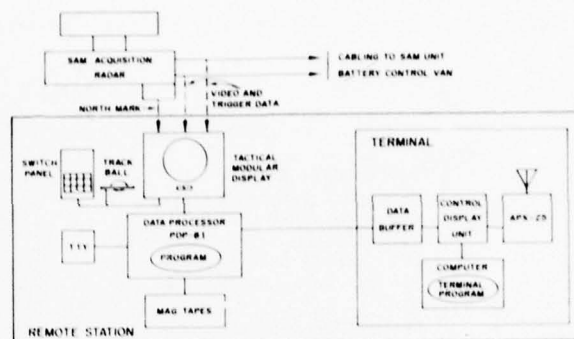 SAM ACQUISITION
RADAR
CABLING TO SAM UNIT
BATTERY CONTROL VAN
VIDEO AND
TRIGGER DATA
NORTH MARK
SWITCH
PANEL
TRACK
BALL
TACTICAL
MODULAR
DISPLAY
TERMINAL
DATA PROCESSOR
PROGRAM
TTY
MAG TAPES
DATA
BUFFER
CONTROL
DISPLAY
UNIT
APX-25
COMPUTER
TERMINAL
PROGRAM
REMOTE STATION